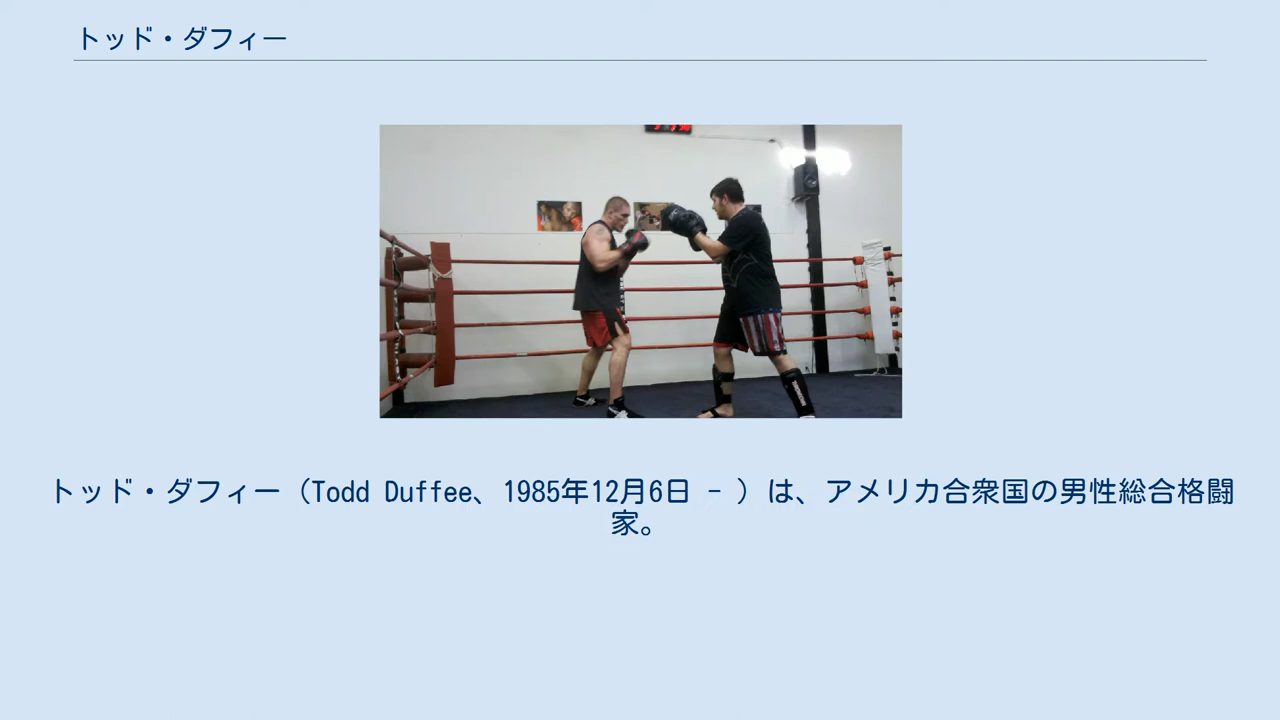 トッド・ダフィー
トッド・ダフィー（Todd Duffee、1985年12月6日 - ）は、アメリカ合衆国の男性総合格闘
家。